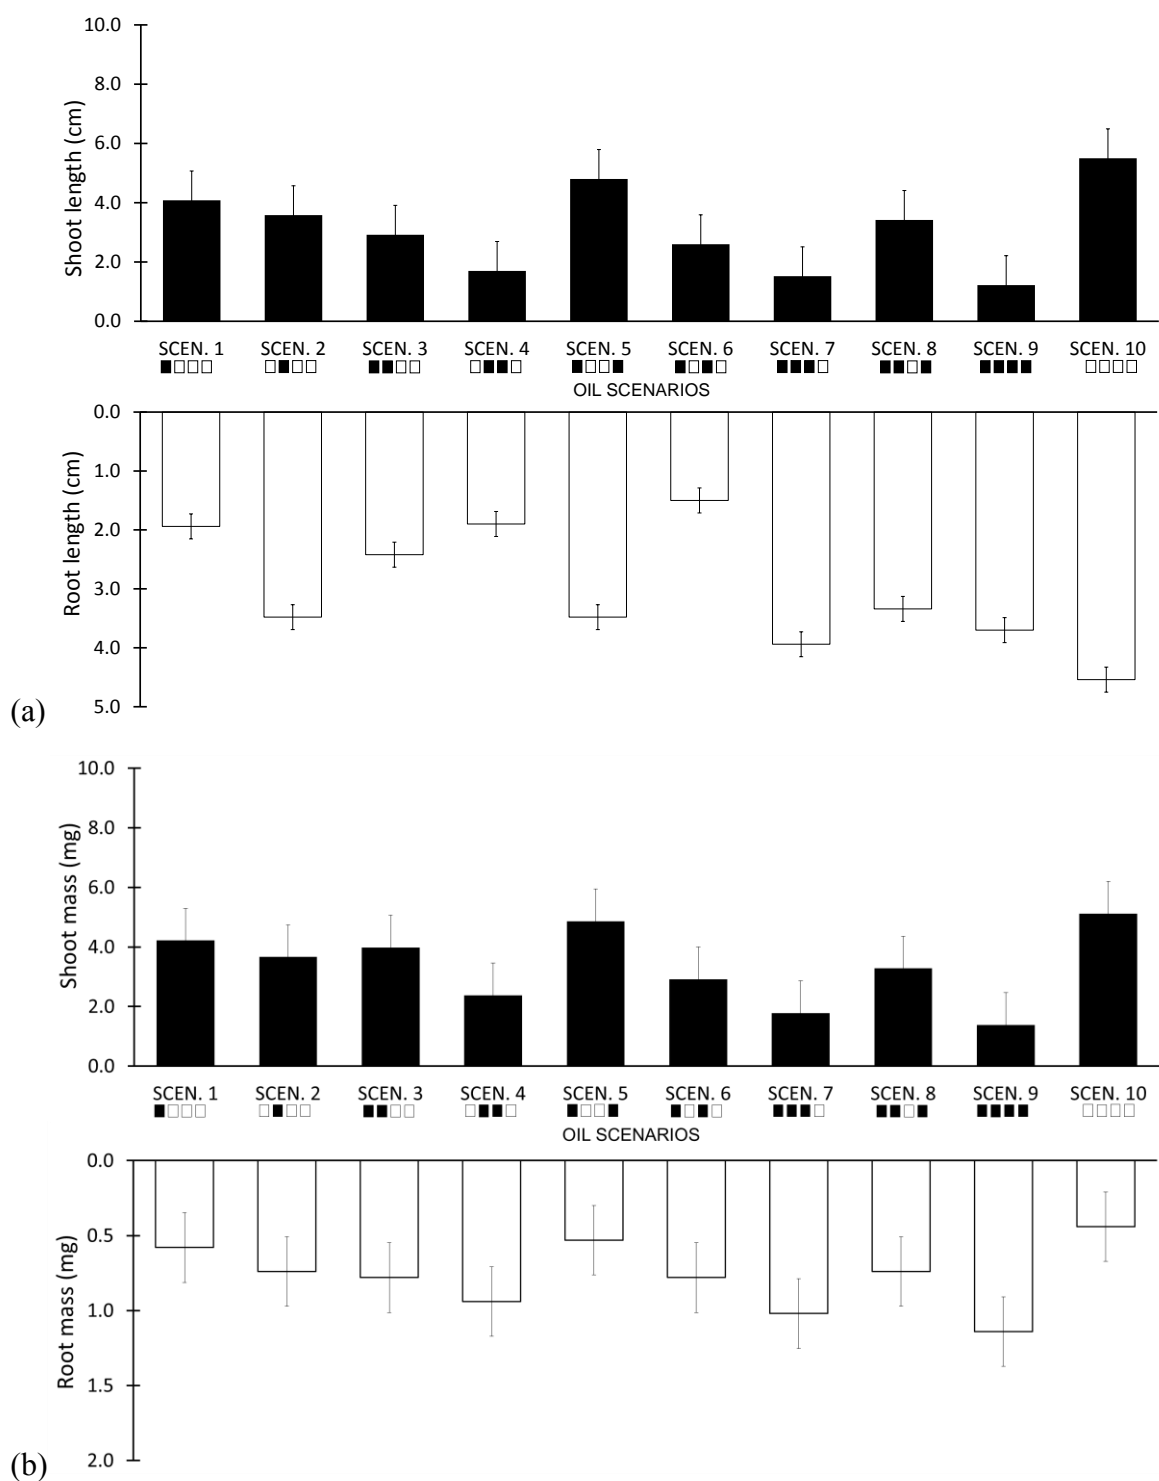 10.0
8.0
6.0
4.0
2.0
0.0
Shoot length (cm)
SCEN. 1 SCEN. 2 SCEN. 3 SCEN. 4 SCEN. 5 SCEN. 6 SCEN. 7 SCEN. 8 SCEN. 9 SCEN. 10
OIL SCENARIOS
0.0
1.0
2.0
3.0
4.0
5.0
Root length (cm)
(a)
10.0
8.0
6.0
4.0
2.0
0.0
Shoot mass (mg)
SCEN. 1 SCEN. 2 SCEN. 3 SCEN. 4 SCEN. 5 SCEN. 6 SCEN. 7 SCEN. 8 SCEN. 9 SCEN. 10
OIL SCENARIOS
0.0
0.5
1.0
1.5
2.0
Root mass (mg)
(b)